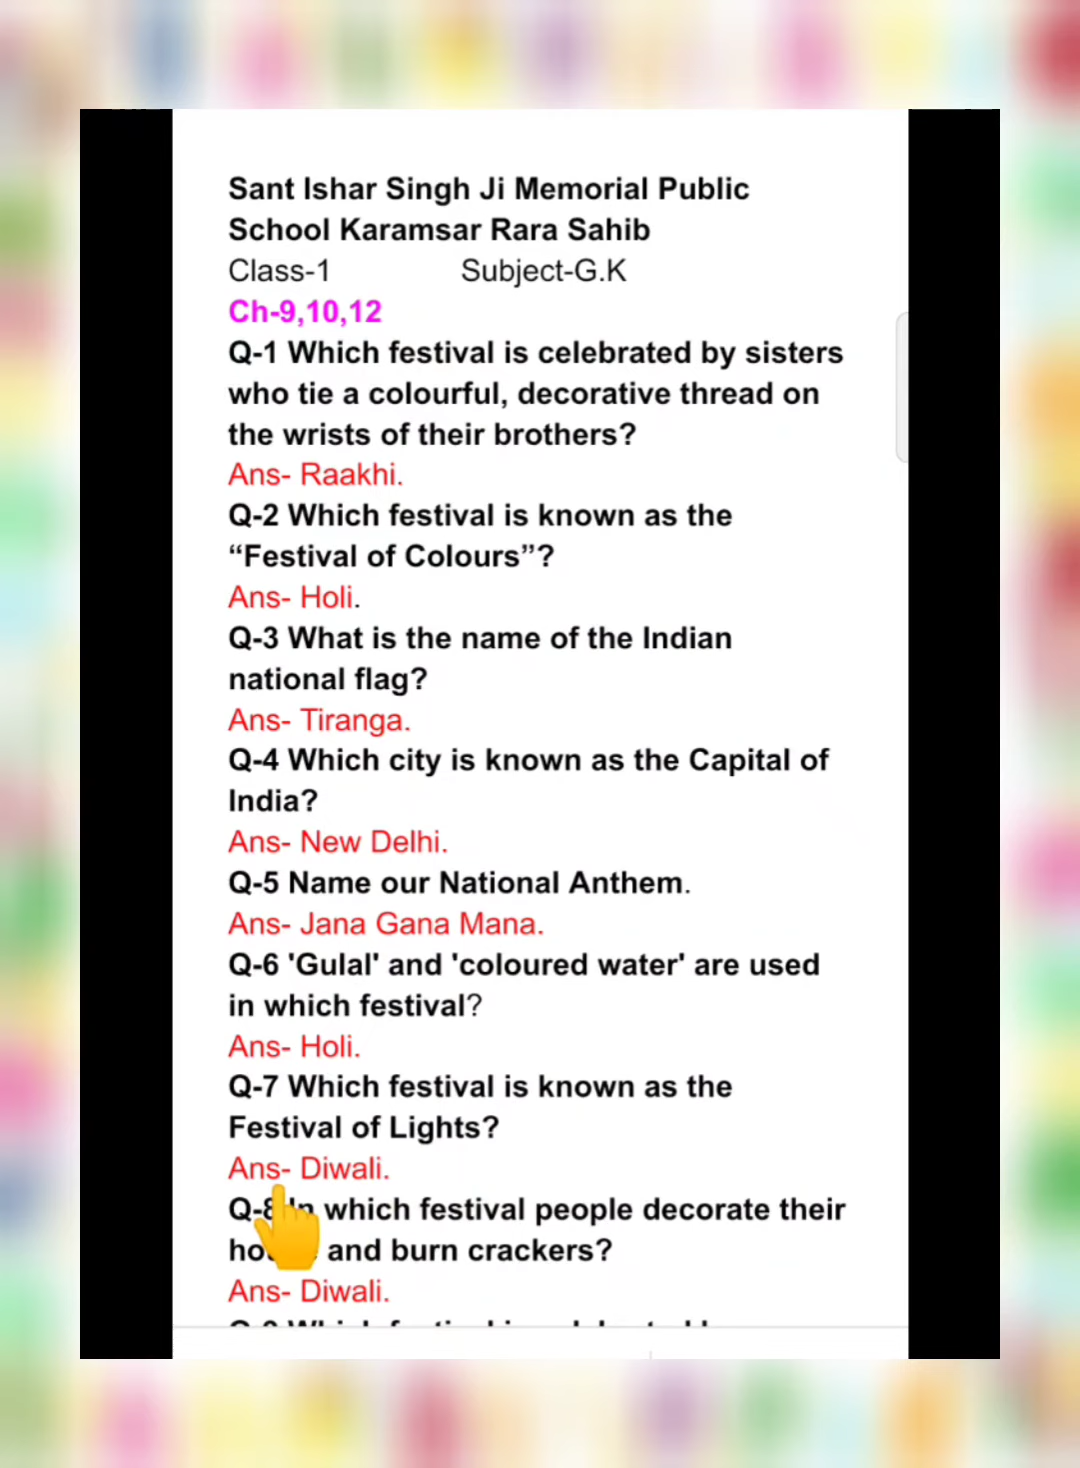 Sant Ishar Singh Ji Memorial Public
School Karamsar Rara Sahib
Class-1 Subject-G.K
Ch-9,10,12
Q-1 Which festival is celebrated by sisters
who tie a colourful, decorative thread on
the wrists of their brothers?
Ans- Raakhi.
Q-2 Which festival is known as the
“Festival of Colours”?
Ans- Holi.
Q-3 What is the name of the Indian
national flag?
Ans- Tiranga.
Q-4 Which city is known as the Capital of
India?
Ans- New Delhi.
Q-5 Name our National Anthem.
Ans- Jana Gana Mana.
Q-6 'Gulal' and 'coloured water' are used
in which festival?
Ans- Holi.
Q-7 Which festival is known as the
Festival of Lights?
Ans- Diwali.
Q-8 In which festival people decorate their
and burn crackers?
Ans- Diwali.